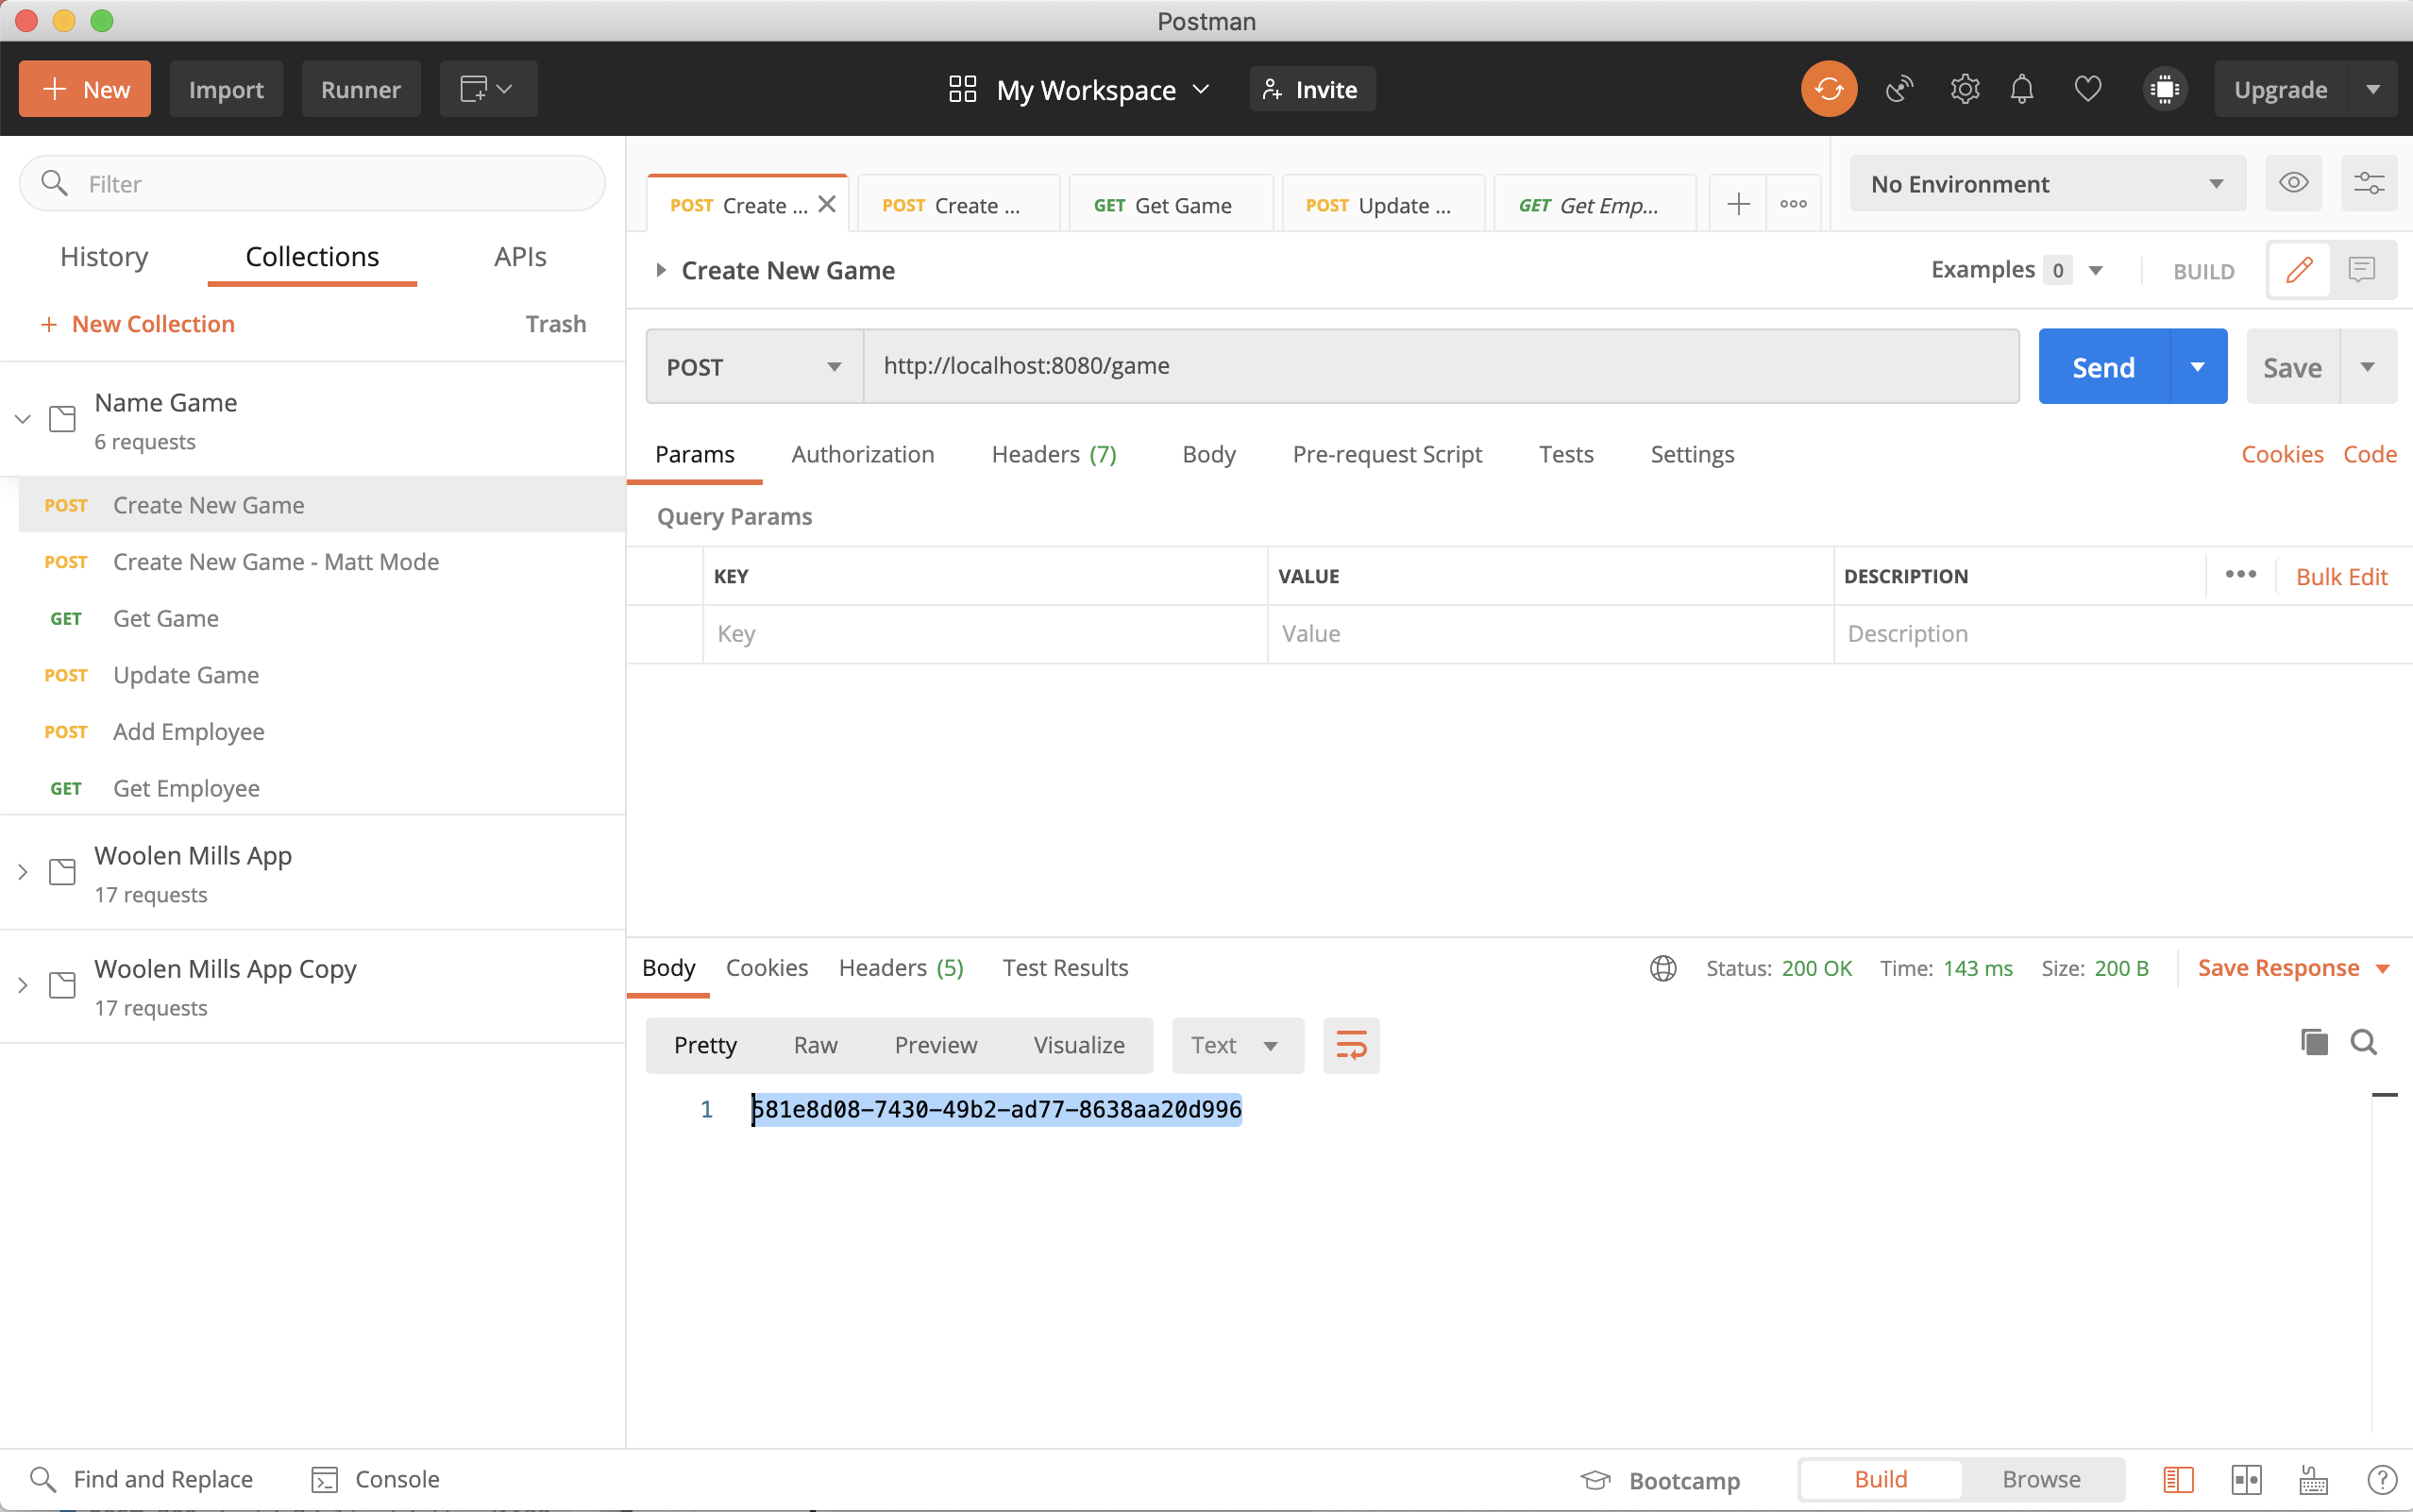 Postman
New
Import
Runner
My Workspace
Invite
Upgrade
Filter
History
Collections
APIs
+ New Collection
Trash
Name Game
6 requests
POST Create New Game
POST Create New Game - Matt Mode
GET Get Game
POST Update Game
POST Add Employee
GET Get Employee
Woolen Mills App
17 requests
Woolen Mills App Copy
17 requests
POST Create ...
POST Create ...
GET Get Game
POST Update ...
GET Get Emp...
No Environment
Create New Game
Examples 0
BUILD
POST
http://localhost:8080/game
Send
Save
Params
Authorization
Headers (7)
Body
Pre-request Script
Tests
Settings
Cookies
Code
Query Params
KEY
VALUE
DESCRIPTION
Bulk Edit
Key
Value
Description
Body
Cookies
Headers (5)
Test Results
Status: 200 OK
Time: 143 ms
Size: 200 B
Save Response
Pretty
Raw
Preview
Visualize
Text
1 581e8d08-7430-49b2-ad77-8638aa20d996
Find and Replace
Console
Bootcamp
Build
Browse